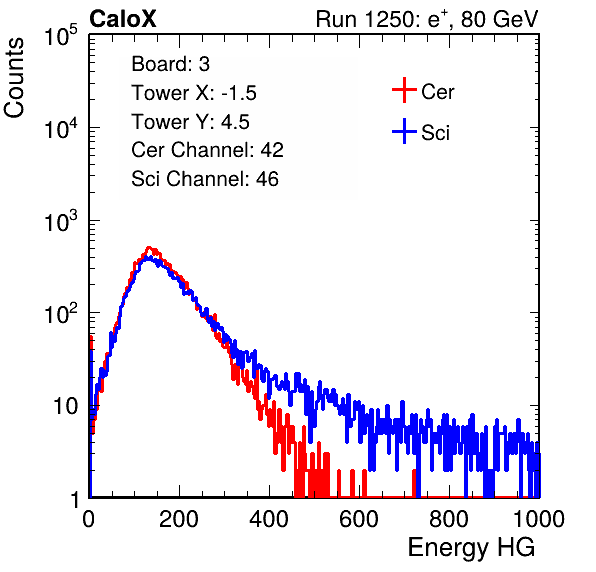 CaloX Run 1250: e⁺, 80 GeV
Counts
10⁵
10⁴
10³
10²
10
1
Board: 3
Tower X: -1.5
Tower Y: 4.5
Cer Channel: 42
Sci Channel: 46
Cer
Sci
0 200 400 600 800 1000
Energy HG